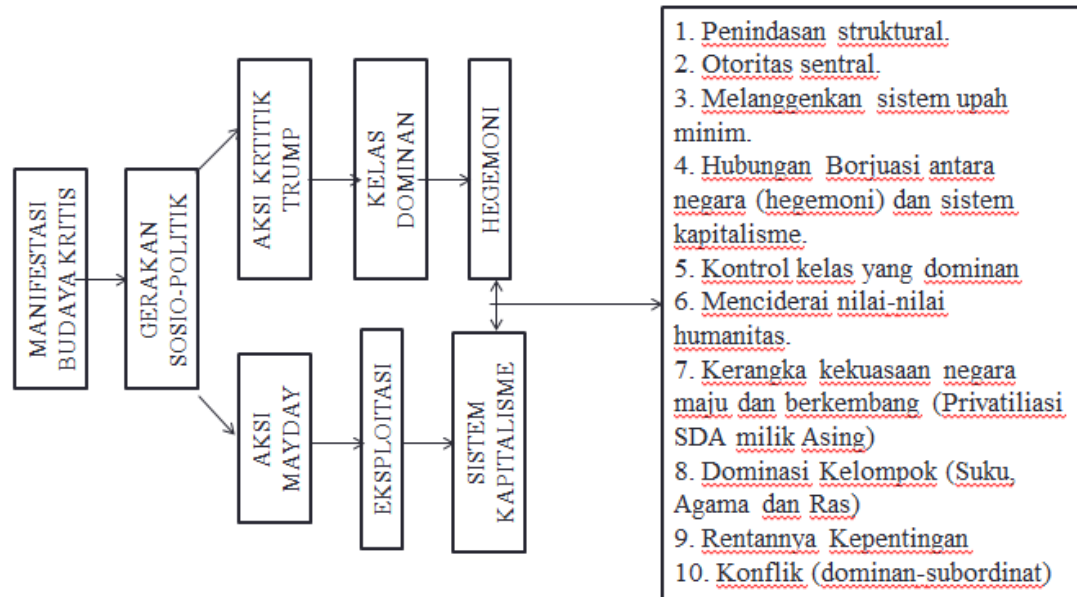 MANIFESTASI
BUDAYA KRITIS
GERAKAN
SOSIO-POLITIK
AKSI KRTITIK
TRUMP
KELAS
DOMINAN
HEGEMONI
AKSI
MAYDAY
EKSPLOITASI
SISTEM
KAPITALISME
1. Penindasan struktural.
2. Otoritas sentral.
3. Melanggenkan sistem upah
minim.
4. Hubungan Borjuasi antara
negara (hegemoni) dan sistem
kapitalisme.
5. Kontrol kelas yang dominan
6. Menciderai nilai-nilai
humanitas.
7. Kerangka kekuasaan negara
maju dan berkembang (Privatiliasi
SDA milik Asing)
8. Dominasi Kelompok (Suku,
Agama dan Ras)
9. Rentannya Kepentingan
10. Konflik (dominan-subordinat)